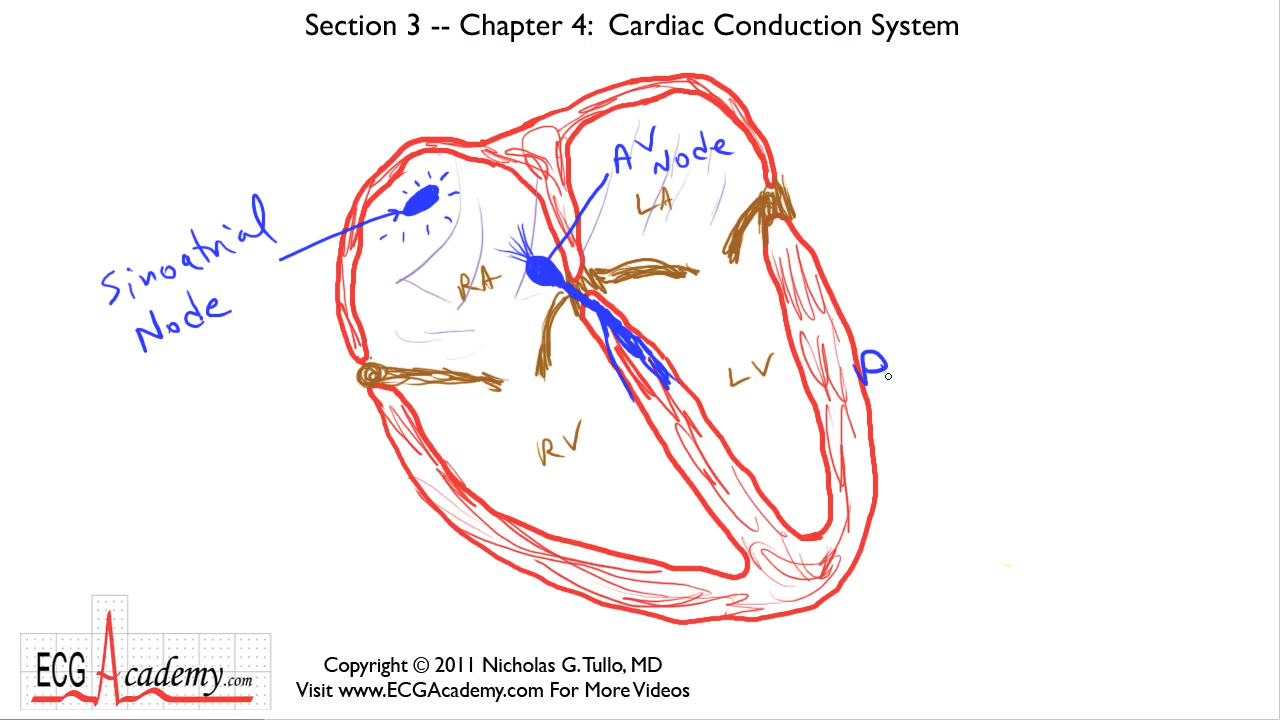 Section 3 -- Chapter 4: Cardiac Conduction System
AV
Node
LA
Sinoatrial
Node
RA
LV
RV
ECG Academy.com
Copyright © 2011 Nicholas G. Tullo, MD
Visit www.ECGAcademy.com For More Videos